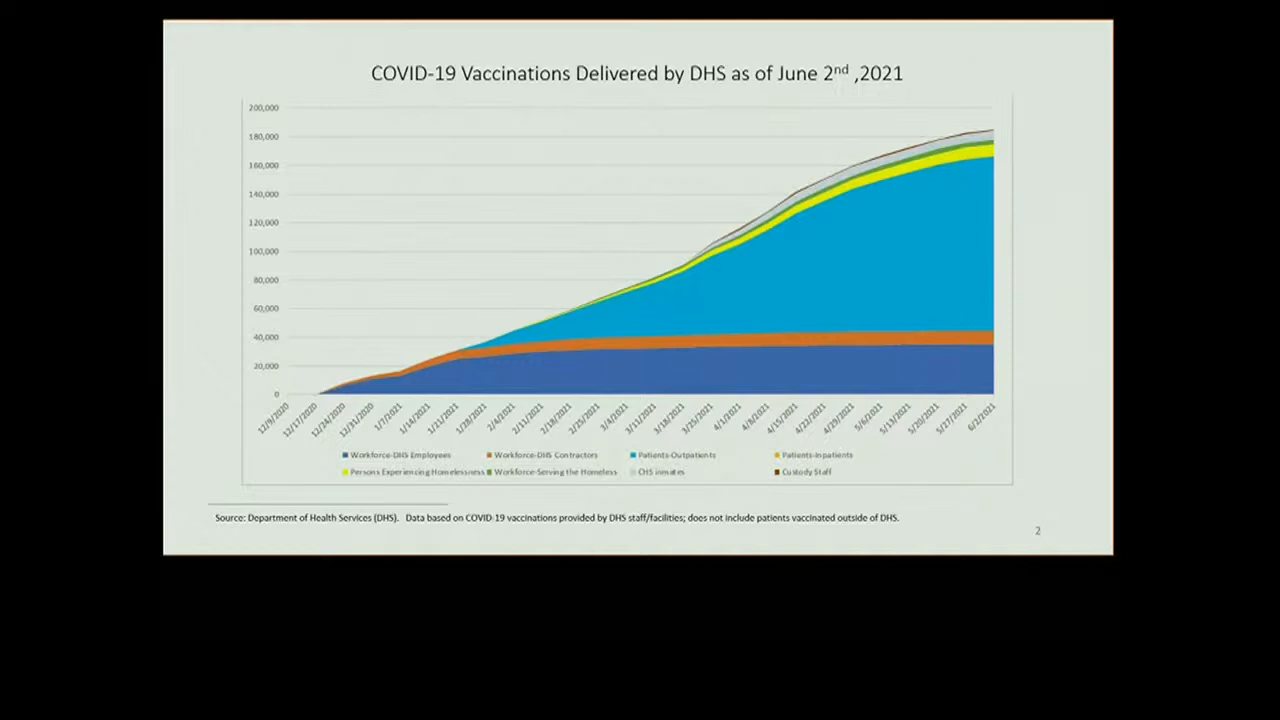 COVID-19 Vaccinations Delivered by DHS as of June 2nd ,2021
200,000
180,000
160,000
140,000
120,000
100,000
80,000
60,000
40,000
20,000
0
12/9/2020 12/17/2020 12/24/2020 12/31/2020 1/7/2021 1/14/2021 1/21/2021 1/28/2021 2/4/2021 2/11/2021 2/18/2021 2/25/2021 3/4/2021 3/11/2021 3/18/2021 3/25/2021 4/1/2021 4/8/2021 4/15/2021 4/22/2021 4/29/2021 5/6/2021 5/13/2021 5/20/2021 5/27/2021 6/2/2021
Workforce-DHS Employees Workforce-DHS Contractors Patients-Outpatients Patients-Inpatients
Persons Experiencing Homelessness Workforce-Serving the Homeless CHS inmates Custody Staff
Source: Department of Health Services (DHS). Data based on COVID-19 vaccinations provided by DHS staff/facilities; does not include patients vaccinated outside of DHS.
2